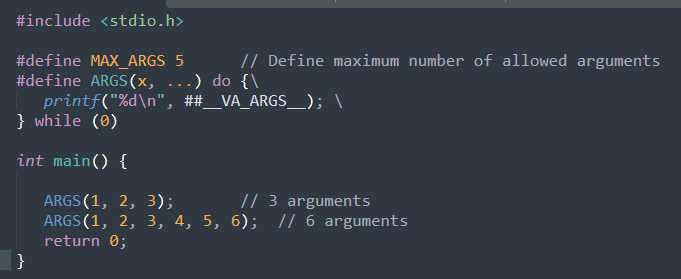 #include <stdio.h>
#define MAX_ARGS 5      // Define maximum number of allowed arguments
#define ARGS(x, ...) do {\
   printf("%d\n", ##__VA_ARGS__); \
} while (0)
int main() {
   ARGS(1, 2, 3);       // 3 arguments
   ARGS(1, 2, 3, 4, 5, 6);  // 6 arguments
   return 0;
}